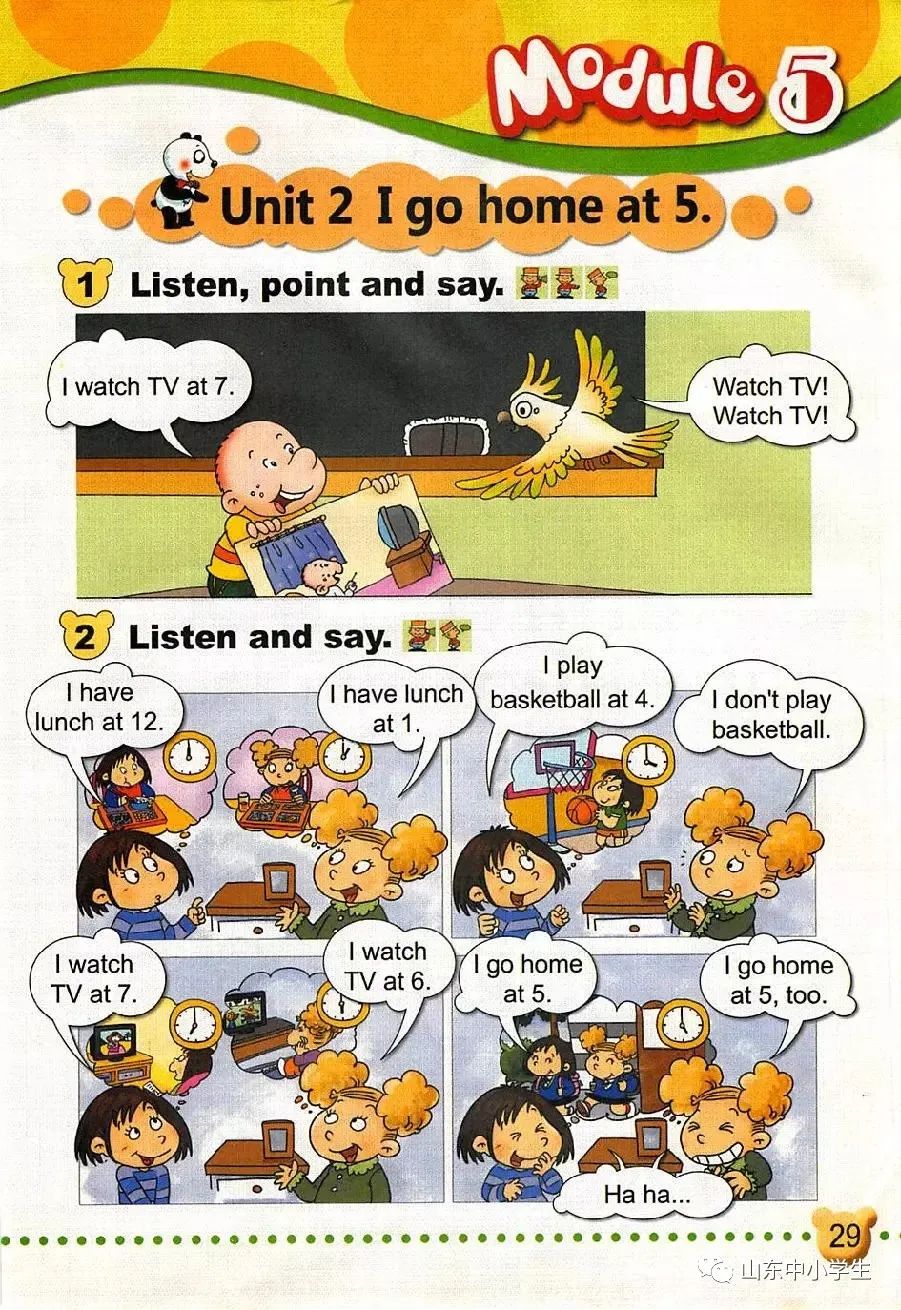 Module 5
Unit 2 I go home at 5.
1 Listen, point and say.
I watch TV at 7.
Watch TV!
Watch TV!
2 Listen and say.
I have
lunch at 12.
I have lunch
at 1.
I play
basketball at 4.
I don't play
basketball.
I watch
TV at 7.
I watch
TV at 6.
I go home
at 5.
I go home
at 5, too.
Ha ha...
29
山东中小学生